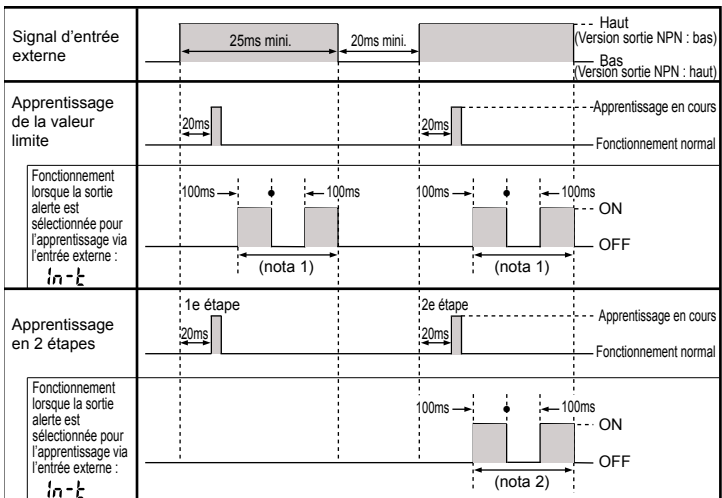 Signal d'entrée
externe
25ms mini.
20ms mini.
Haut
(Version sortie NPN : bas)
Bas
(Version sortie NPN : haut)
Apprentissage
de la valeur
limite
20ms
20ms
Apprentissage en cours
Fonctionnement normal
Fonctionnement
lorsque la sortie
alerte est
sélectionnée pour
l'apprentissage via
l'entrée externe :
In-t
100ms
100ms
100ms
100ms
ON
OFF
(nota 1)
(nota 1)
Apprentissage
en 2 étapes
1e étape
20ms
2e étape
20ms
Apprentissage en cours
Fonctionnement normal
Fonctionnement
lorsque la sortie
alerte est
sélectionnée pour
l'apprentissage via
l'entrée externe :
In-t
100ms
100ms
ON
OFF
(nota 2)